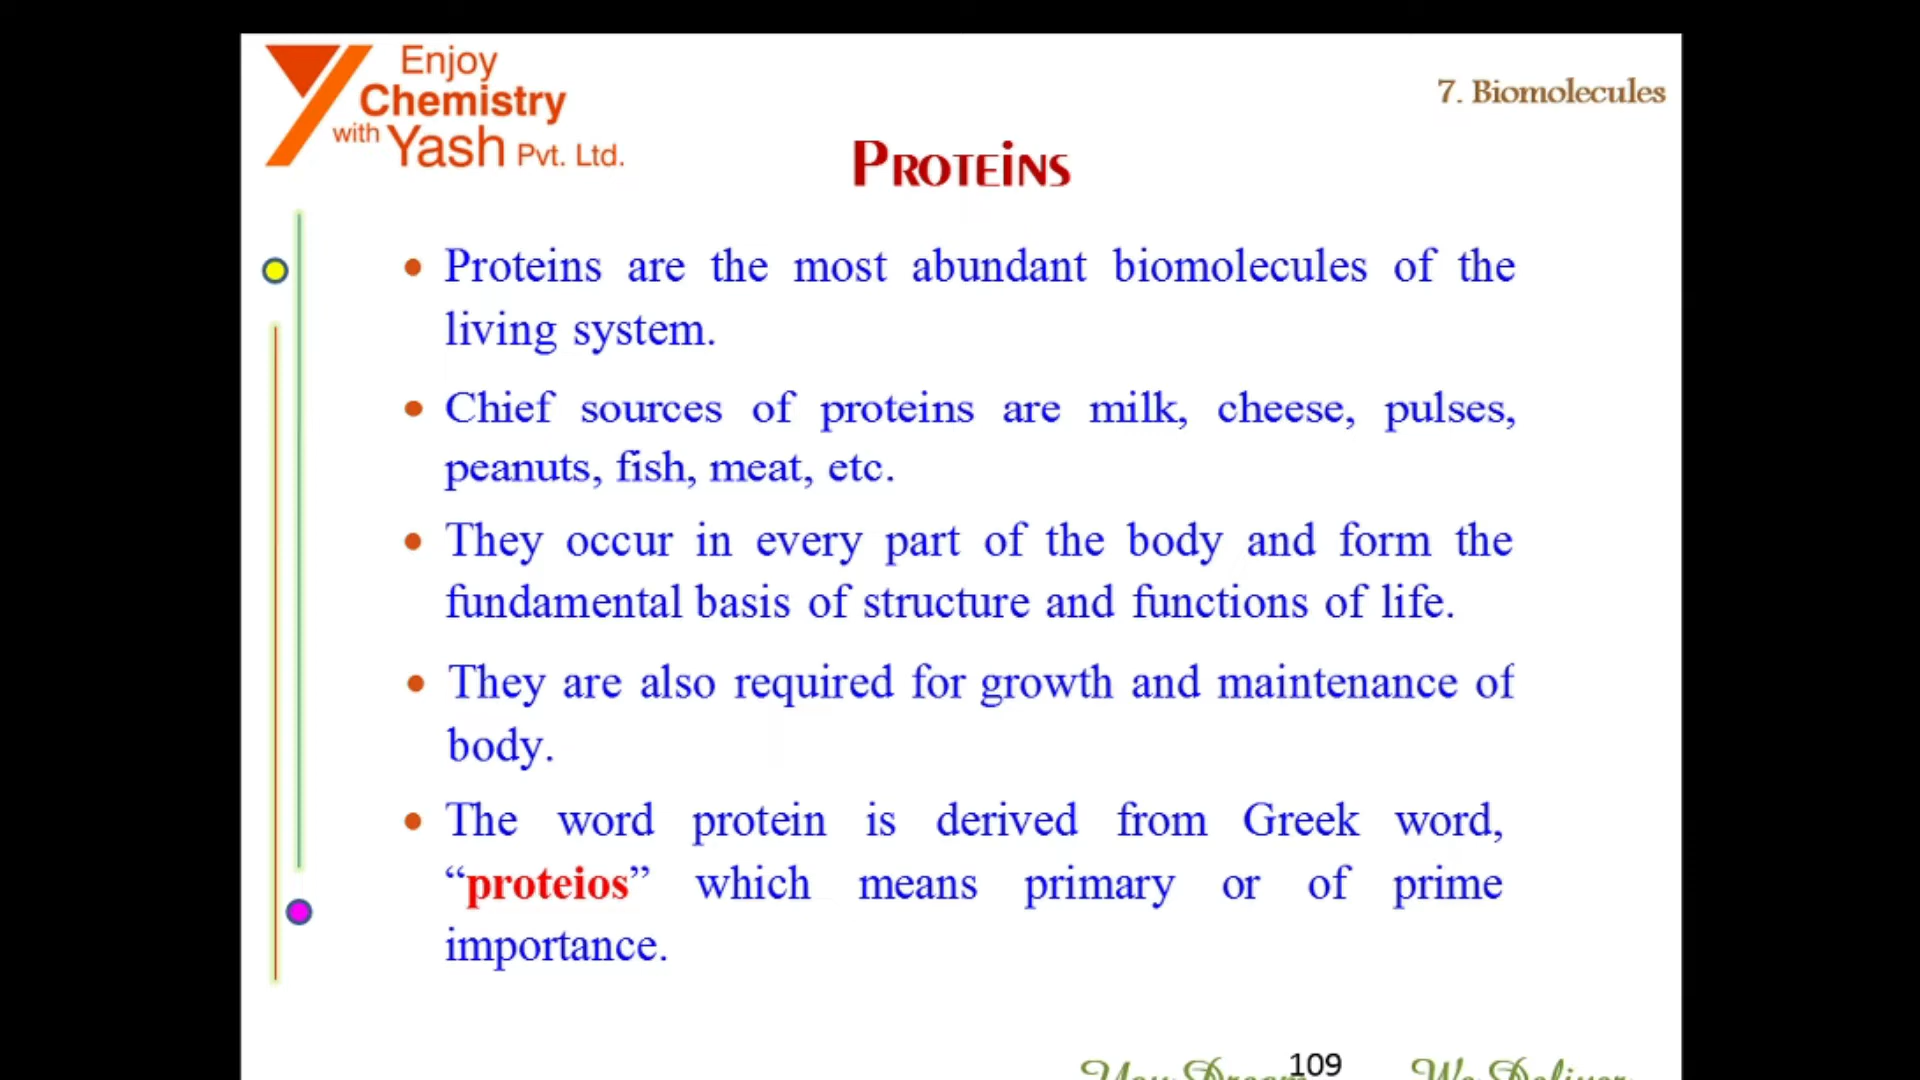 Enjoy
Chemistry
with Yash Pvt. Ltd.
7. Biomolecules
Proteins
• Proteins are the most abundant biomolecules of the
living system.
• Chief sources of proteins are milk, cheese, pulses,
peanuts, fish, meat, etc.
• They occur in every part of the body and form the
fundamental basis of structure and functions of life.
• They are also required for growth and maintenance of
body.
• The word protein is derived from Greek word,
“proteios” which means primary or of prime
importance.
You Dream 109 We Deliver